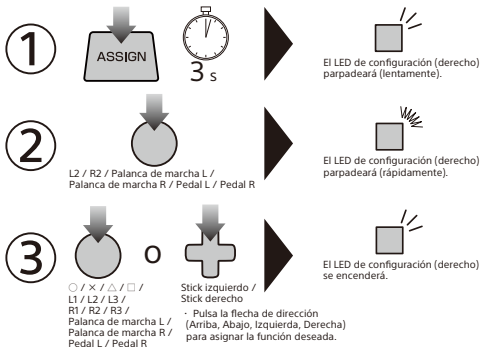 1
ASSIGN
3 s
El LED de configuración (derecho)
parpadeará (lentamente).
2
L2 / R2 / Palanca de marcha L /
Palanca de marcha R / Pedal L / Pedal R
El LED de configuración (derecho)
parpadeará (rápidamente).
3
o
○ / × / △ / □ /
L1 / L2 / L3 /
R1 / R2 / R3 /
Palanca de marcha L /
Palanca de marcha R /
Pedal L / Pedal R
Stick izquierdo /
Stick derecho
· Pulsa la flecha de dirección
(Arriba, Abajo, Izquierda, Derecha)
para asignar la función deseada.
El LED de configuración (derecho)
se encenderá.